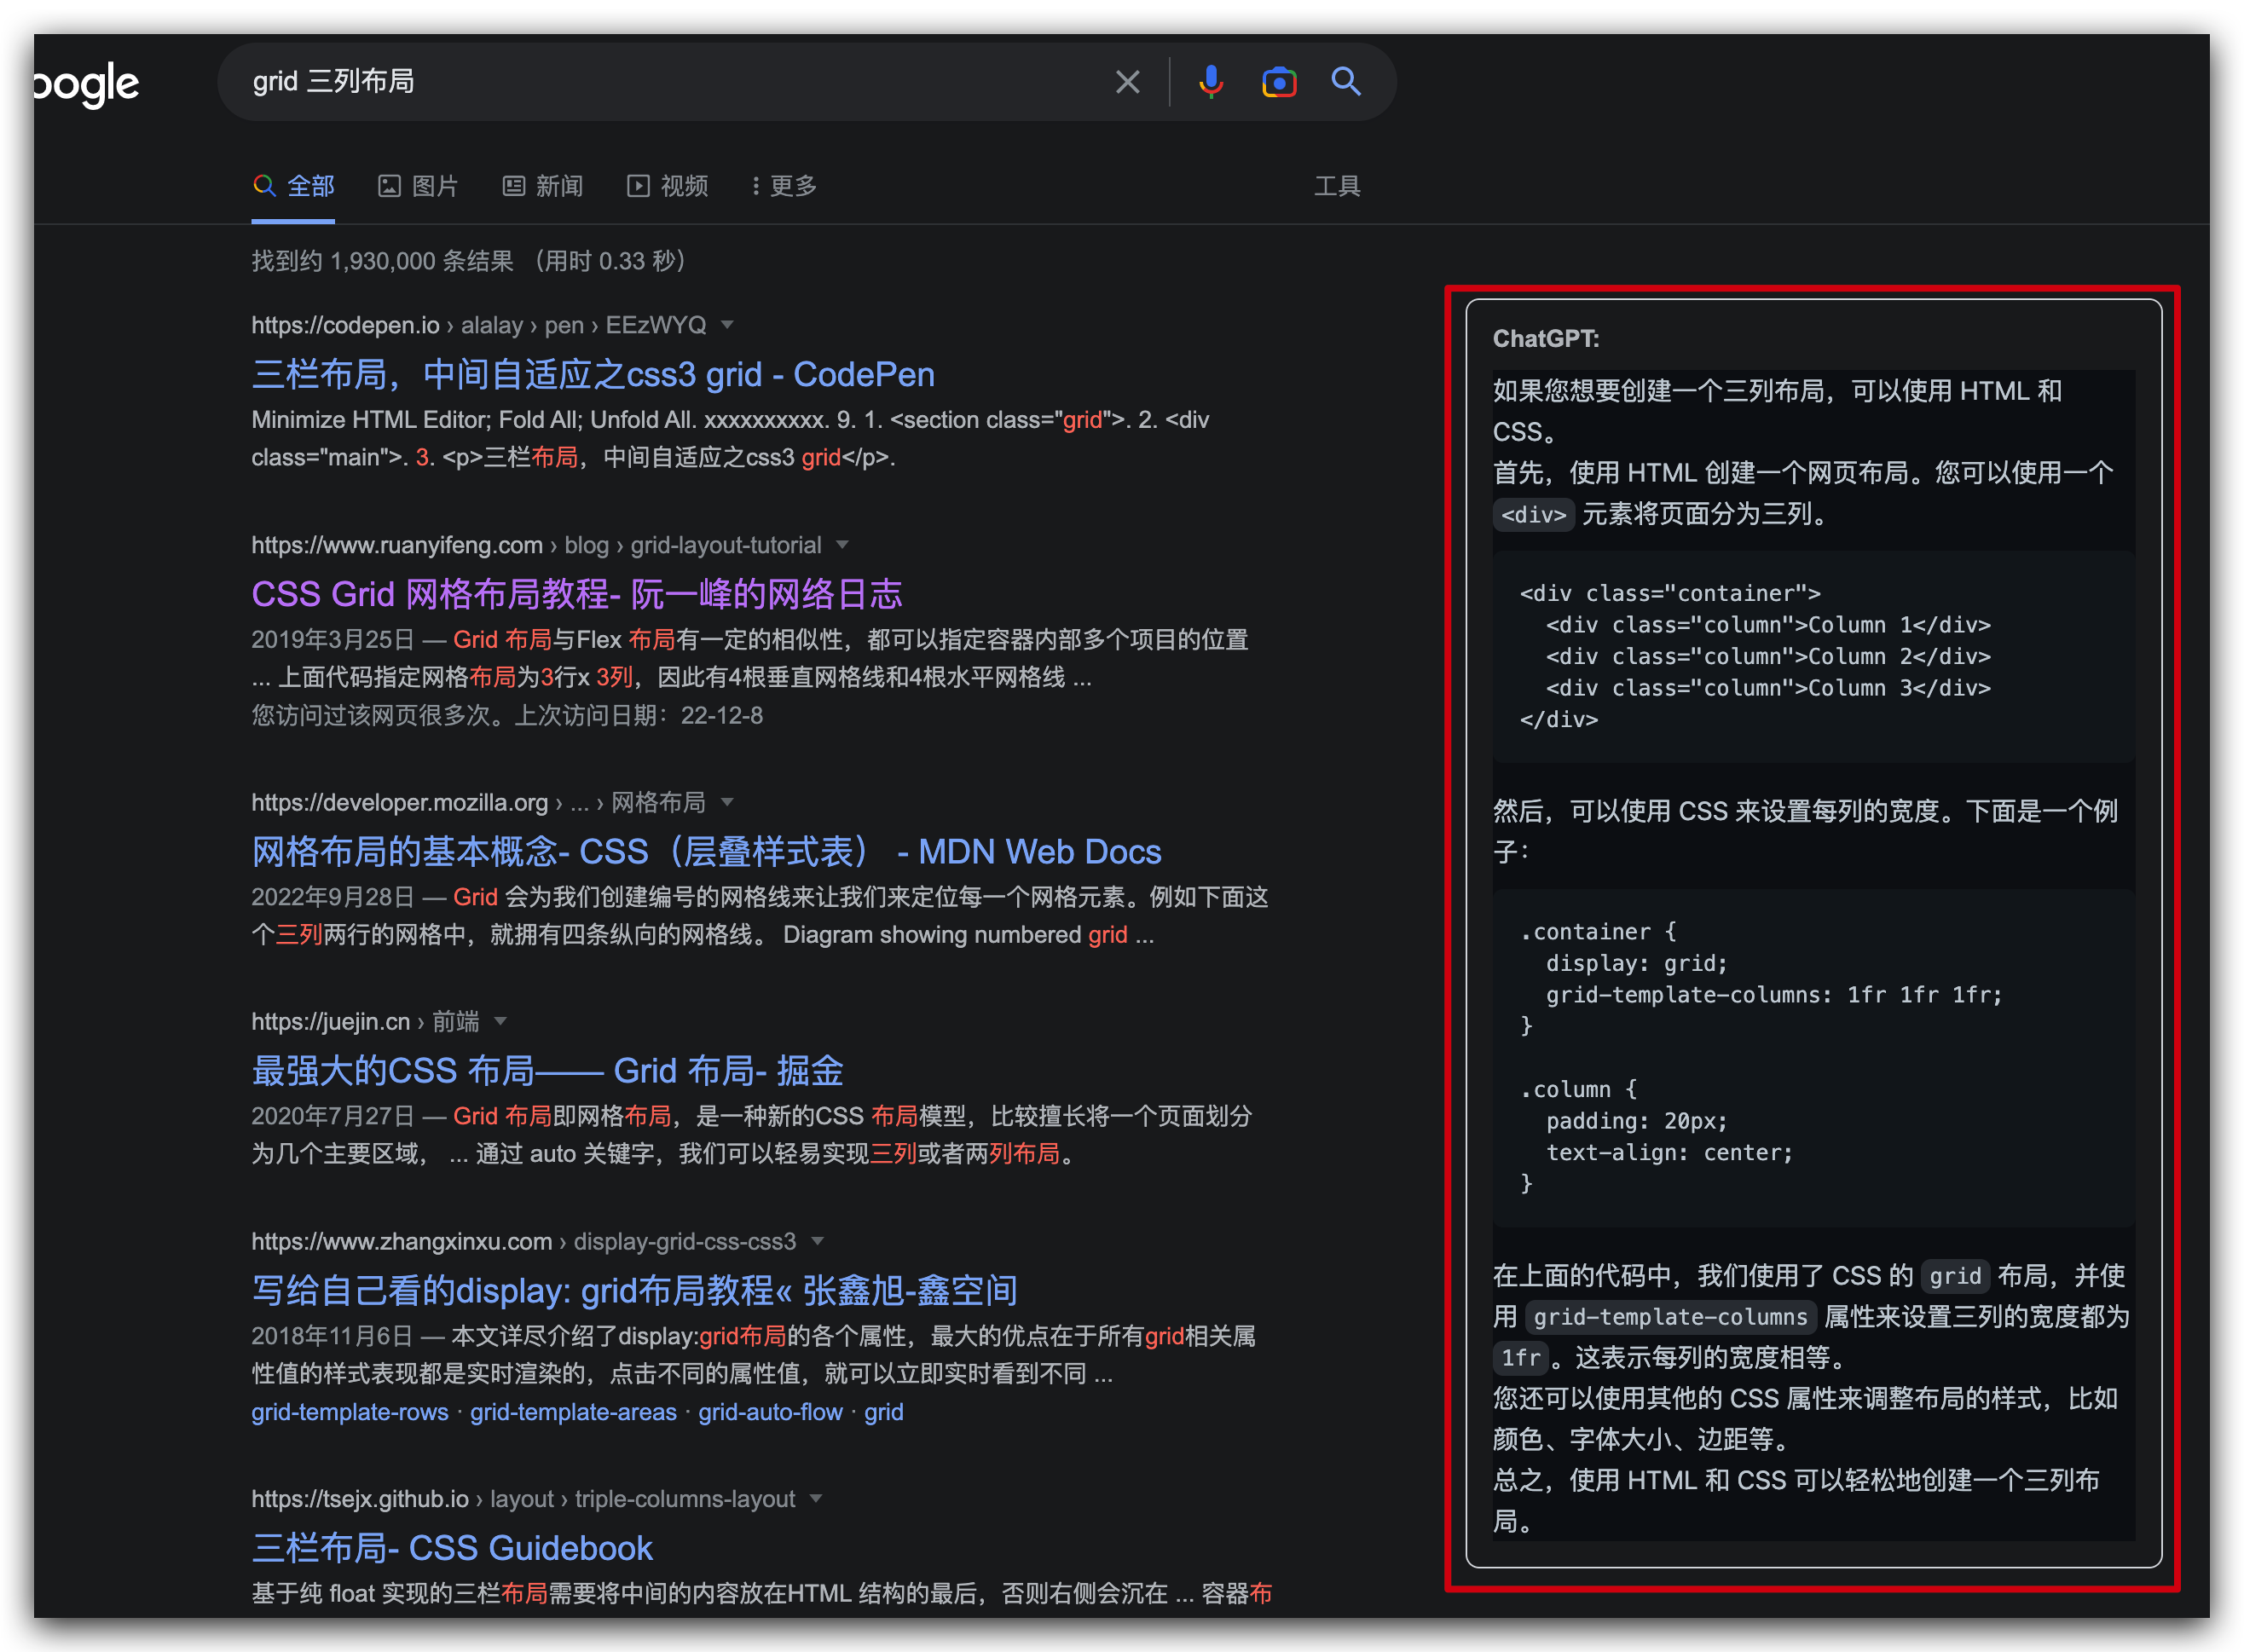 oogle
grid 三列布局
全部
图片
新闻
视频
更多
工具
找到约 1,930,000 条结果 （用时 0.33 秒）
https://codepen.io › alalay › pen › EEzWYQ
三栏布局，中间自适应之css3 grid - CodePen
Minimize HTML Editor; Fold All; Unfold All. xxxxxxxxxx. 9. 1. <section class="grid">. 2. <div
class="main">. 3. <p>三栏布局，中间自适应之css3 grid</p>.
https://www.ruanyifeng.com › blog › grid-layout-tutorial
CSS Grid 网格布局教程- 阮一峰的网络日志
2019年3月25日 — Grid 布局与Flex 布局有一定的相似性，都可以指定容器内部多个项目的位置
... 上面代码指定网格布局为3行x 3列，因此有4根垂直网格线和4根水平网格线 ...
您访问过该网页很多次。上次访问日期：22-12-8
https://developer.mozilla.org › ... › 网格布局
网格布局的基本概念- CSS（层叠样式表） - MDN Web Docs
2022年9月28日 — Grid 会为我们创建编号的网格线来让我们来定位每一个网格元素。例如下面这
个三列两行的网格中，就拥有四条纵向的网格线。 Diagram showing numbered grid ...
https://juejin.cn › 前端
最强大的CSS 布局—— Grid 布局- 掘金
2020年7月27日 — Grid 布局即网格布局，是一种新的CSS 布局模型，比较擅长将一个页面划分
为几个主要区域， ... 通过 auto 关键字，我们可以轻易实现三列或者两列布局。
https://www.zhangxinxu.com › display-grid-css-css3
写给自己看的display: grid布局教程« 张鑫旭-鑫空间
2018年11月6日 — 本文详尽介绍了display:grid布局的各个属性，最大的优点在于所有grid相关属
性值的样式表现都是实时渲染的，点击不同的属性值，就可以立即实时看到不同 ...
grid-template-rows · grid-template-areas · grid-auto-flow · grid
https://tsejx.github.io › layout › triple-columns-layout
三栏布局- CSS Guidebook
基于纯 float 实现的三栏布局需要将中间的内容放在HTML 结构的最后，否则右侧会沉在 ... 容器布
ChatGPT:
如果您想要创建一个三列布局，可以使用 HTML 和
CSS。
首先，使用 HTML 创建一个网页布局。您可以使用一个
<div> 元素将页面分为三列。
<div class="container">
  <div class="column">Column 1</div>
  <div class="column">Column 2</div>
  <div class="column">Column 3</div>
</div>
然后，可以使用 CSS 来设置每列的宽度。下面是一个例
子：
.container {
  display: grid;
  grid-template-columns: 1fr 1fr 1fr;
}
.column {
  padding: 20px;
  text-align: center;
}
在上面的代码中，我们使用了 CSS 的 grid 布局，并使
用 grid-template-columns 属性来设置三列的宽度都为
1fr 。这表示每列的宽度相等。
您还可以使用其他的 CSS 属性来调整布局的样式，比如
颜色、字体大小、边距等。
总之，使用 HTML 和 CSS 可以轻松地创建一个三列布
局。